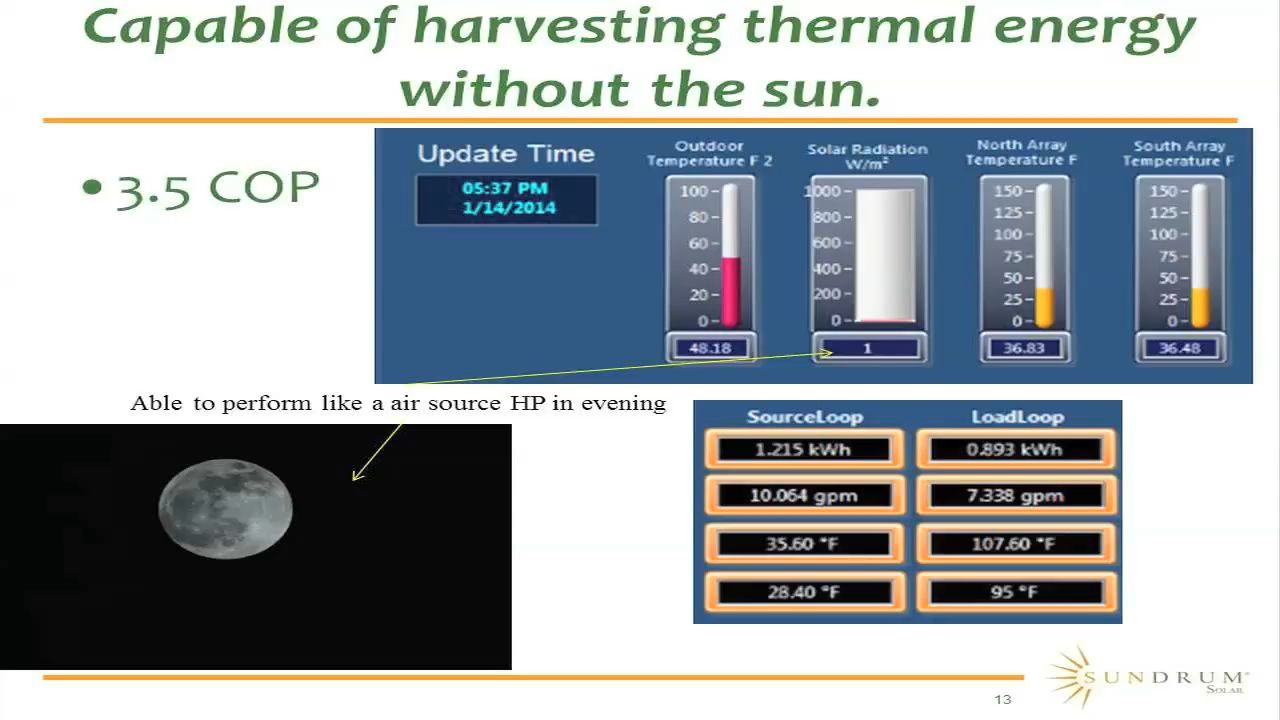 Capable of harvesting thermal energy
without the sun.
• 3.5 COP
Update Time
05:37 PM
1/14/2014
Outdoor
Temperature F 2
100
80
60
40
20
0
48.18
Solar Radiation
W/m²
1000
800
600
400
200
0
1
North Array
Temperature F
150
125
100
75
50
25
0
36.83
South Array
Temperature F
150
125
100
75
50
25
0
36.48
Able to perform like a air source HP in evening
SourceLoop LoadLoop
1.215 kWh 0.893 kWh
10.064 gpm 7.338 gpm
35.60 °F 107.60 °F
28.40 °F 95 °F
13
SUNDRUM
SOLAR